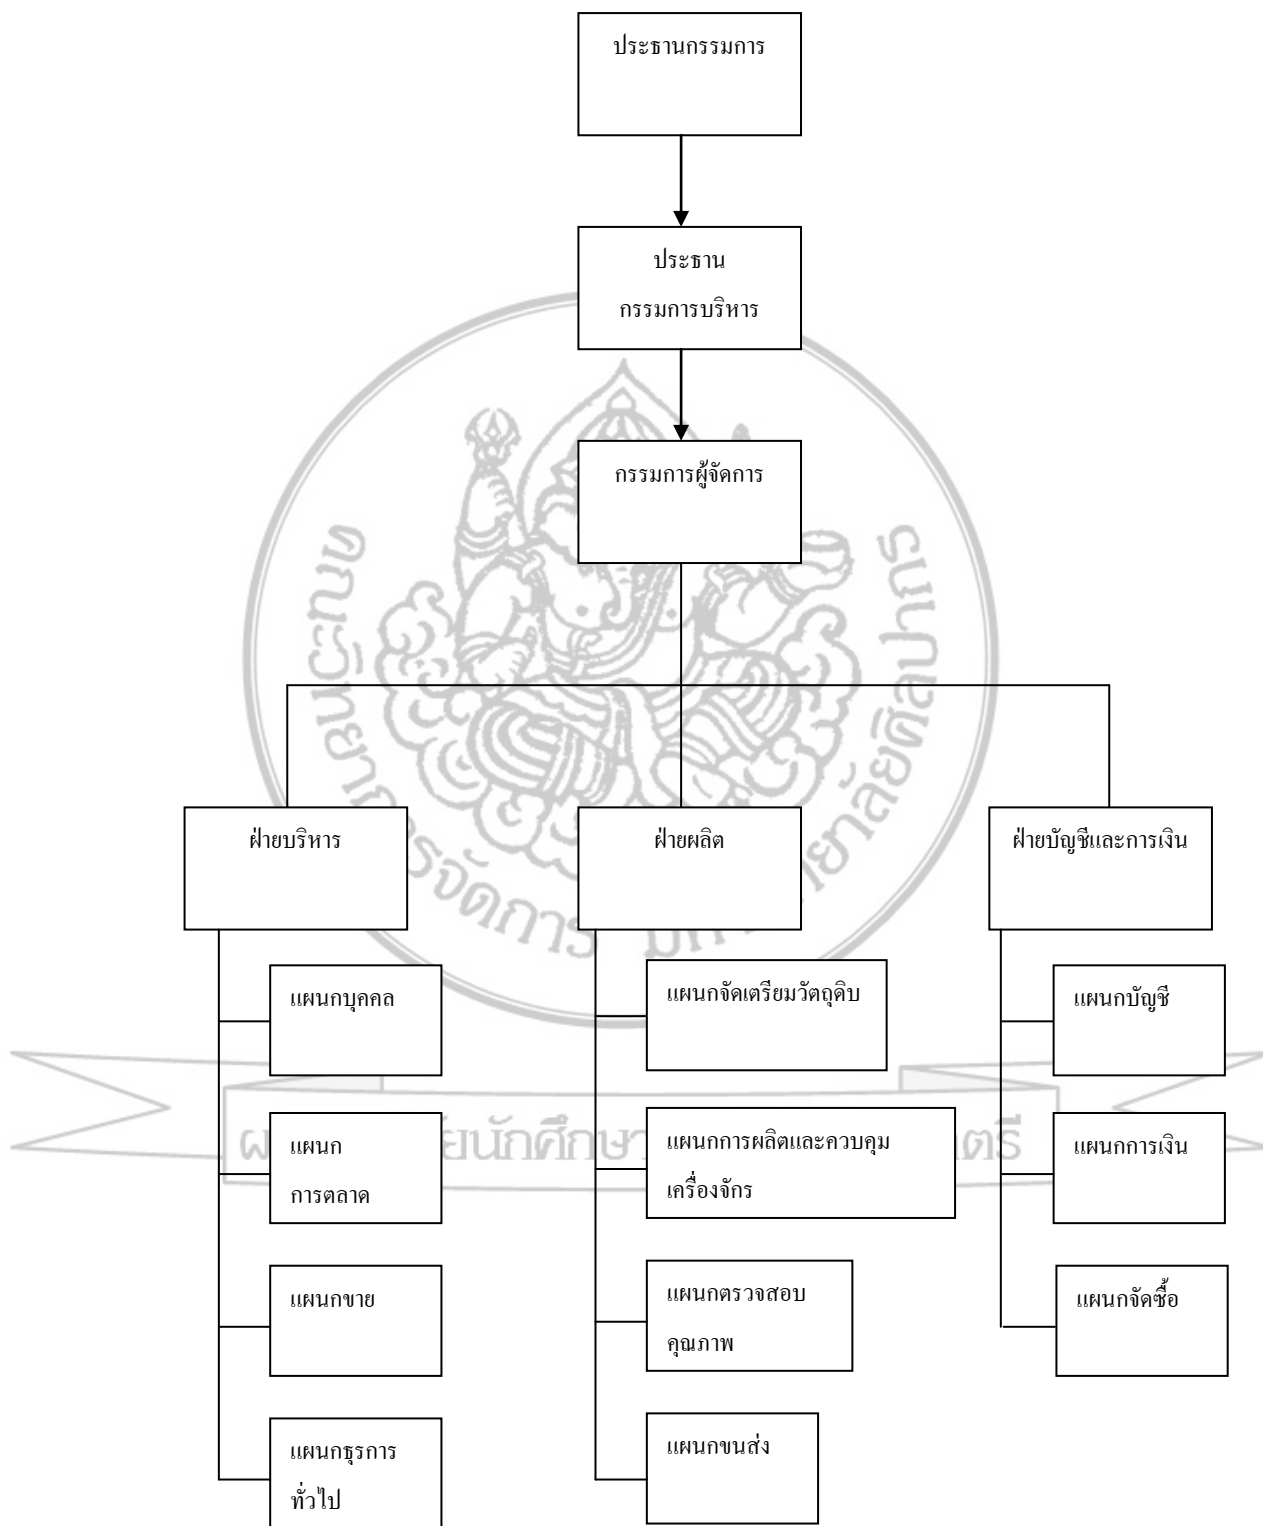 ประธานกรรมการ
ประธาน
กรรมการบริหาร
กรรมการผู้จัดการ
ฝ่ายบริหาร
ฝ่ายผลิต
ฝ่ายบัญชีและการเงิน
แผนกบุคคล
แผนก
การตลาด
แผนกขาย
แผนกธุรการ
ทั่วไป
แผนกจัดเตรียมวัตถุดิบ
แผนกการผลิตและควบคุม
เครื่องจักร
แผนกตรวจสอบ
คุณภาพ
แผนกขนส่ง
แผนกบัญชี
แผนกการเงิน
แผนกจัดซื้อ